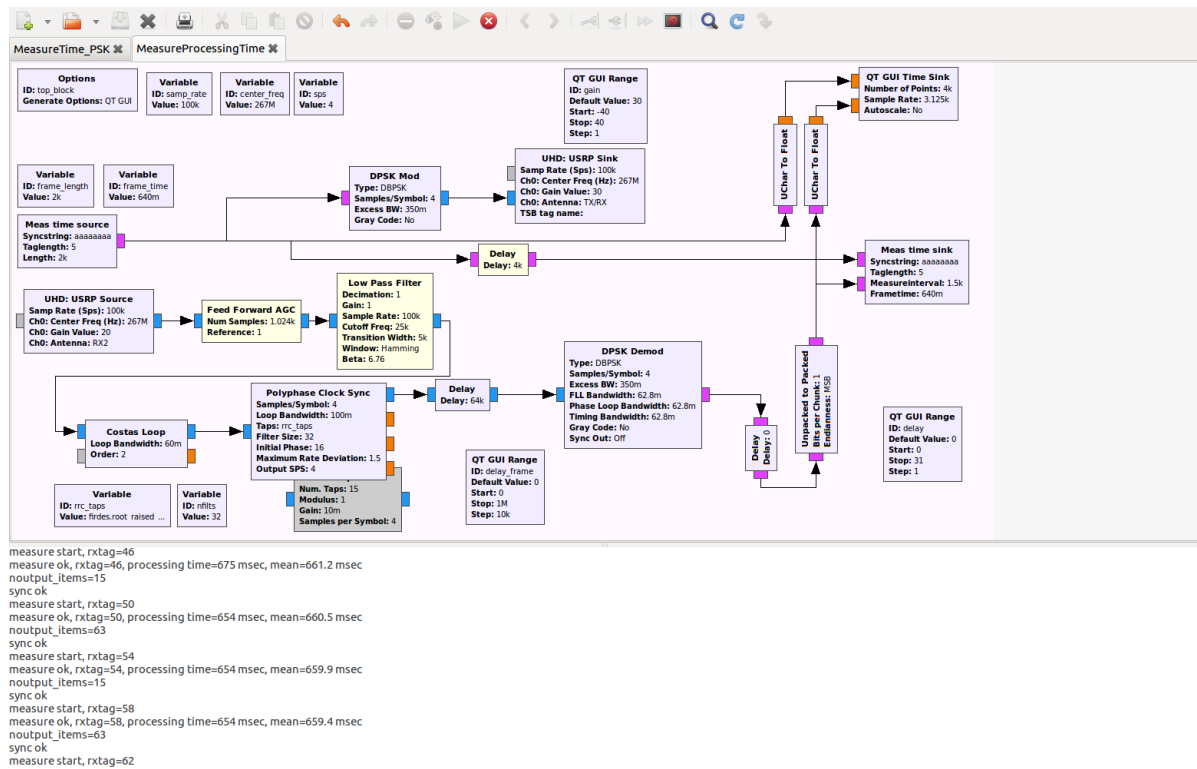 MeasureTime_PSK
MeasureProcessingTime
Options
ID: top_block
Generate Options: QT GUI
Variable
ID: samp_rate
Value: 100k
Variable
ID: center_freq
Value: 267M
Variable
ID: sps
Value: 4
QT GUI Range
ID: gain
Default Value: 30
Start: -40
Stop: 40
Step: 1
QT GUI Time Sink
Number of Points: 4k
Sample Rate: 3.125k
Autoscale: No
UChar To Float
UChar To Float
Variable
ID: frame_length
Value: 2k
Variable
ID: frame_time
Value: 640m
DPSK Mod
Type: DBPSK
Samples/Symbol: 4
Excess BW: 350m
Gray Code: No
UHD: USRP Sink
Samp Rate (Sps): 100k
Ch0: Center Freq (Hz): 267M
Ch0: Gain Value: 30
Ch0: Antenna: TX/RX
TSB tag name:
Meas time source
Syncstring: aaaaaaaa
Taglength: 5
Length: 2k
Delay
Delay: 4k
Meas time sink
Syncstring: aaaaaaaa
Taglength: 5
Measureinterval: 1.5k
Frametime: 640m
UHD: USRP Source
Samp Rate (Sps): 100k
Ch0: Center Freq (Hz): 267M
Ch0: Gain Value: 20
Ch0: Antenna: RX2
Feed Forward AGC
Num Samples: 1.024k
Reference: 1
Low Pass Filter
Decimation: 1
Gain: 1
Sample Rate: 100k
Cutoff Freq: 25k
Transition Width: 5k
Window: Hamming
Beta: 6.76
Costas Loop
Loop Bandwidth: 60m
Order: 2
Polyphase Clock Sync
Samples/Symbol: 4
Loop Bandwidth: 100m
Taps: rrc_taps
Filter Size: 32
Initial Phase: 16
Maximum Rate Deviation: 1.5
Output SPS: 4
Delay
Delay: 64k
DPSK Demod
Type: DBPSK
Samples/Symbol: 4
Excess BW: 350m
FLL Bandwidth: 62.8m
Phase Loop Bandwidth: 62.8m
Timing Bandwidth: 62.8m
Gray Code: No
Sync Out: Off
Delay
Delay: 0
Unpacked to Packed
Bits per Chunk: 1
Endianness: MSB
QT GUI Range
ID: delay
Default Value: 0
Start: 0
Stop: 31
Step: 1
Variable
ID: rrc_taps
Value: firdes.root_raised_...
Variable
ID: nfilts
Value: 32
Num. Taps: 15
Modulus: 1
Gain: 10m
Samples per Symbol: 4
QT GUI Range
ID: delay_frame
Default Value: 0
Start: 0
Stop: 1M
Step: 10k
measure start, rxtag=46
measure ok, rxtag=46, processing time=675 msec, mean=661.2 msec
noutput_items=15
sync ok
measure start, rxtag=50
measure ok, rxtag=50, processing time=654 msec, mean=660.5 msec
noutput_items=63
sync ok
measure start, rxtag=54
measure ok, rxtag=54, processing time=654 msec, mean=659.9 msec
noutput_items=15
sync ok
measure start, rxtag=58
measure ok, rxtag=58, processing time=654 msec, mean=659.4 msec
noutput_items=63
sync ok
measure start, rxtag=62